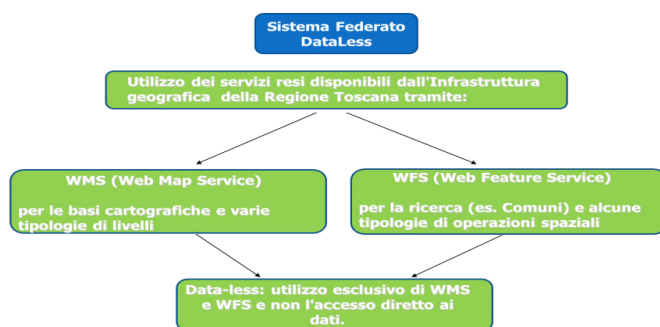 Sistema Federato
DataLess
Utilizzo dei servizi resi disponibili dall'Infrastruttura
geografica della Regione Toscana tramite:
WMS (Web Map Service)
per le basi cartografiche e varie
tipologie di livelli
WFS (Web Feature Service)
per la ricerca (es. Comuni) e alcune
tipologie di operazioni spaziali
Data-less: utilizzo esclusivo di WMS
e WFS e non l'accesso diretto ai
dati.